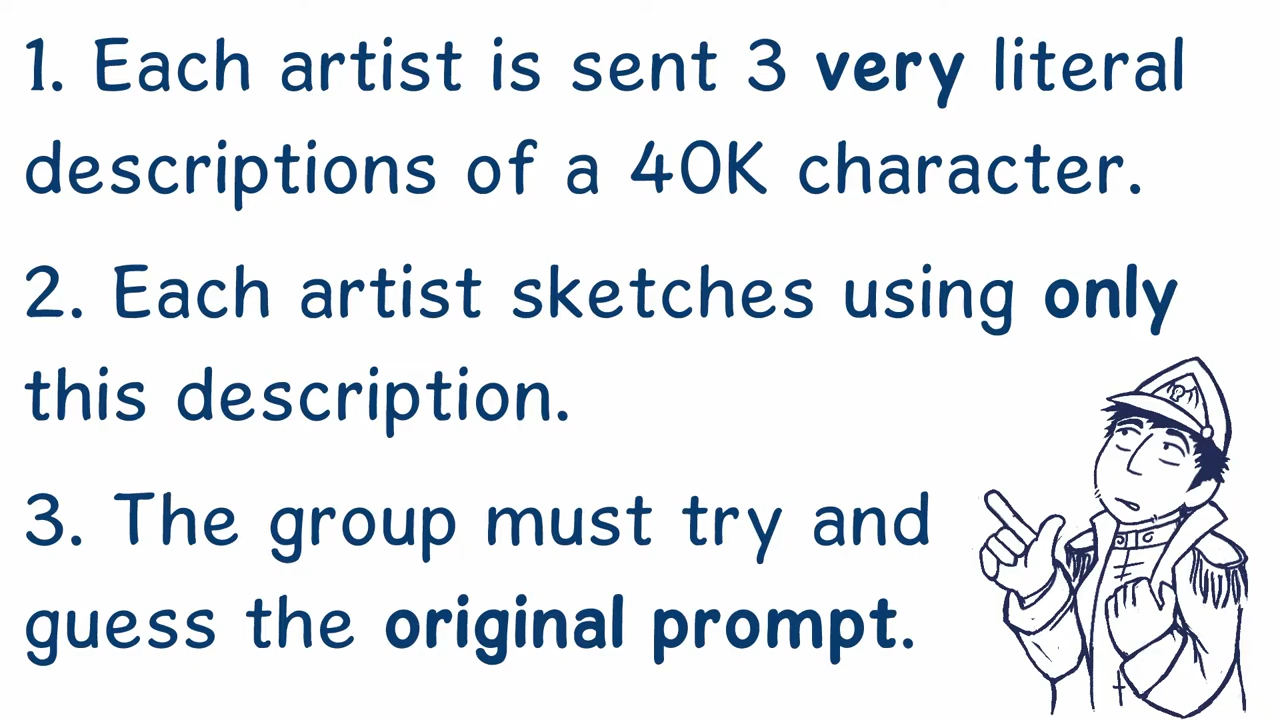 1. Each artist is sent 3 very literal
descriptions of a 40K character.
2. Each artist sketches using only
this description.
3. The group must try and
guess the original prompt.